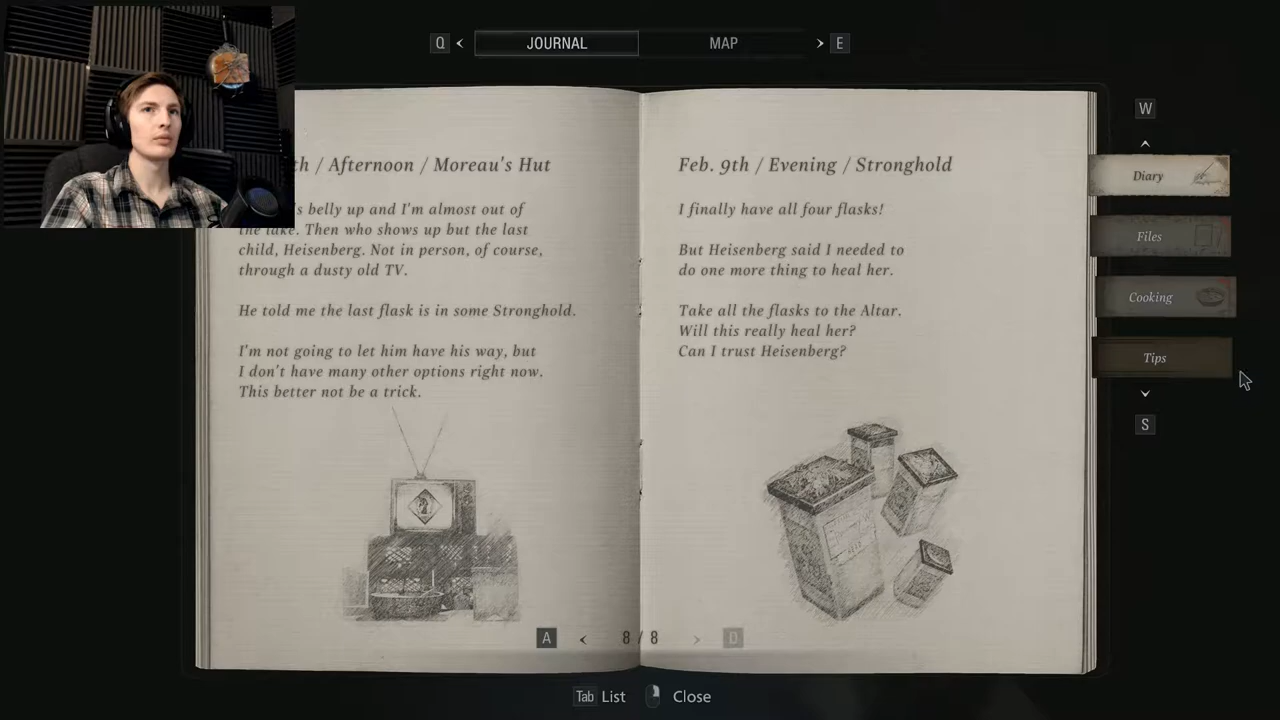 Q < JOURNAL MAP > E
W
Diary
Files
Cooking
Tips
S
th / Afternoon / Moreau's Hut
s belly up and I'm almost out of
the lake. Then who shows up but the last
child, Heisenberg. Not in person, of course,
through a dusty old TV.
He told me the last flask is in some Stronghold.
I'm not going to let him have his way, but
I don't have many other options right now.
This better not be a trick.
Feb. 9th / Evening / Stronghold
I finally have all four flasks!
But Heisenberg said I needed to
do one more thing to heal her.
Take all the flasks to the Altar.
Will this really heal her?
Can I trust Heisenberg?
A < 8 / 8 > D
Tab List Close